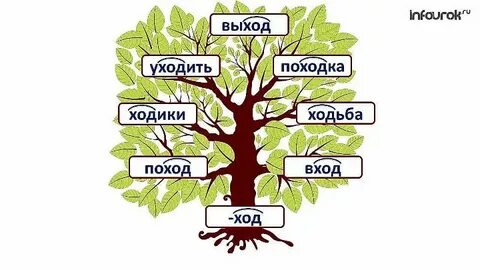 infourok.ru
выход
уходить
походка
ходики
ходьба
поход
вход
-ход